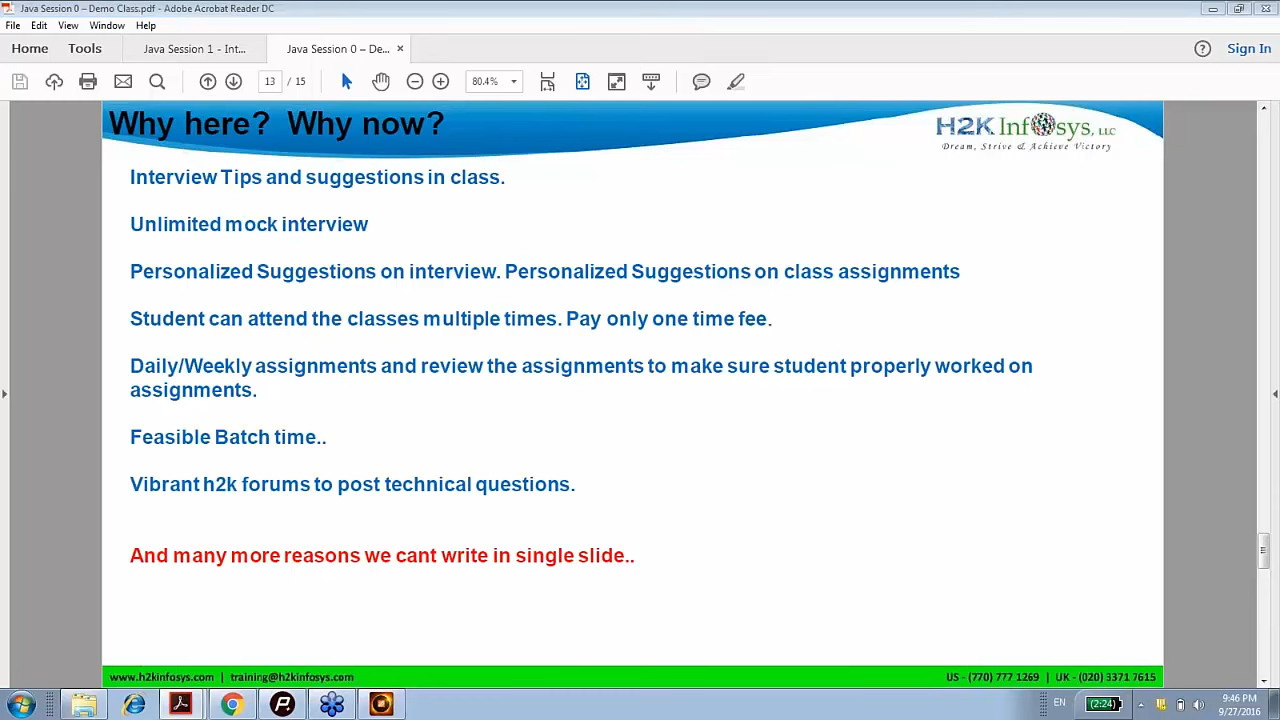 Java Session 0 – Demo Class.pdf - Adobe Acrobat Reader DC
File Edit View Window Help
Home Tools Java Session 1 - Int... Java Session 0 – De... × Sign In
13 / 15 80.4%
Why here? Why now?
H2K Infosys, LLC
Dream, Strive & Achieve Victory
Interview Tips and suggestions in class.
Unlimited mock interview
Personalized Suggestions on interview. Personalized Suggestions on class assignments
Student can attend the classes multiple times. Pay only one time fee.
Daily/Weekly assignments and review the assignments to make sure student properly worked on
assignments.
Feasible Batch time..
Vibrant h2k forums to post technical questions.
And many more reasons we cant write in single slide..
www.h2kinfosys.com | training@h2kinfosys.com US - (770) 777 1269 | UK - (020) 3371 7615
EN (2:24) 9:46 PM
9/27/2016